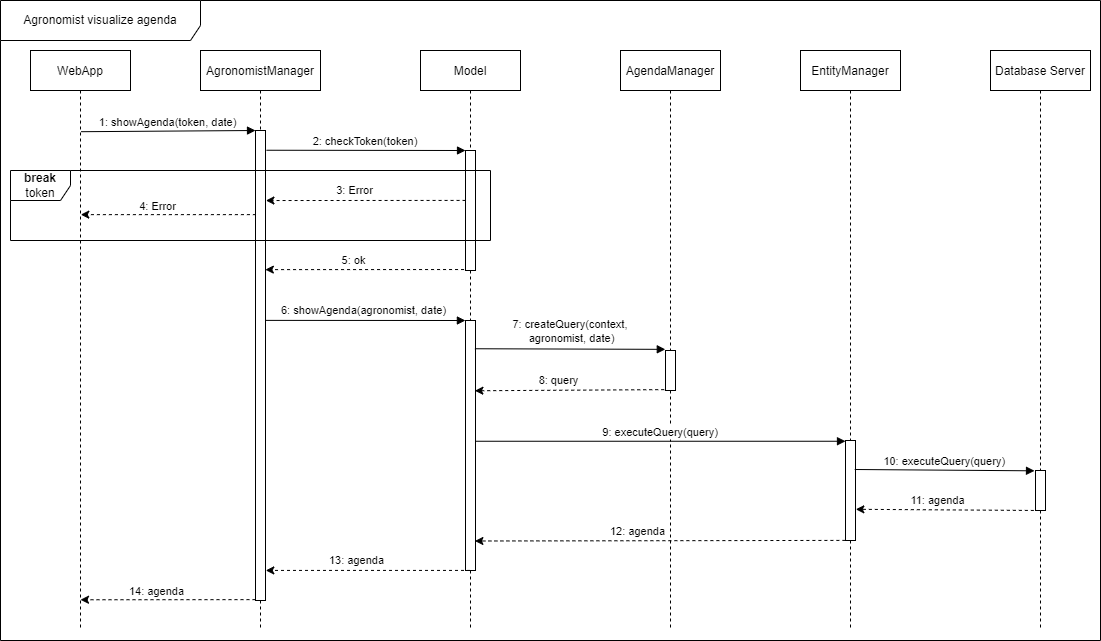 Agronomist visualize agenda
WebApp
AgronomistManager
Model
AgendaManager
EntityManager
Database Server
1: showAgenda(token, date)
2: checkToken(token)
break
token
3: Error
4: Error
5: ok
6: showAgenda(agronomist, date)
7: createQuery(context,
agronomist, date)
8: query
9: executeQuery(query)
10: executeQuery(query)
11: agenda
12: agenda
13: agenda
14: agenda